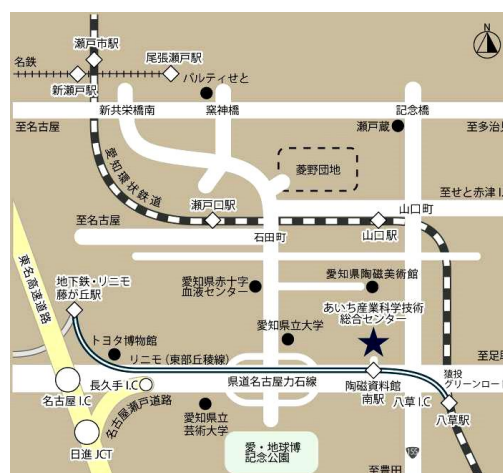 N
瀬戸市駅
尾張瀬戸駅
名鉄
新瀬戸駅
パルティせと
新共栄橋南
窯神橋
記念橋
至名古屋
瀬戸蔵
至多治見
愛知環状鉄道
菱野団地
至せと赤津I.C
瀬戸口駅
山口町
至名古屋
石田町
山口駅
東名高速道路
地下鉄・リニモ
藤が丘駅
愛知県赤十字
血液センター
愛知県陶磁美術館
あいち産業科学技術
総合センター
愛知県立大学
トヨタ博物館
リニモ(東部丘陵線)
至足助
長久手I.C
県道名古屋力石線
陶磁資料館
南駅
猿投
グリーンロード
名古屋I.C
名古屋瀬戸道路
愛知県立
芸術大学
八草I.C
八草駅
日進JCT
愛・地球博
記念公園
155
至豊田